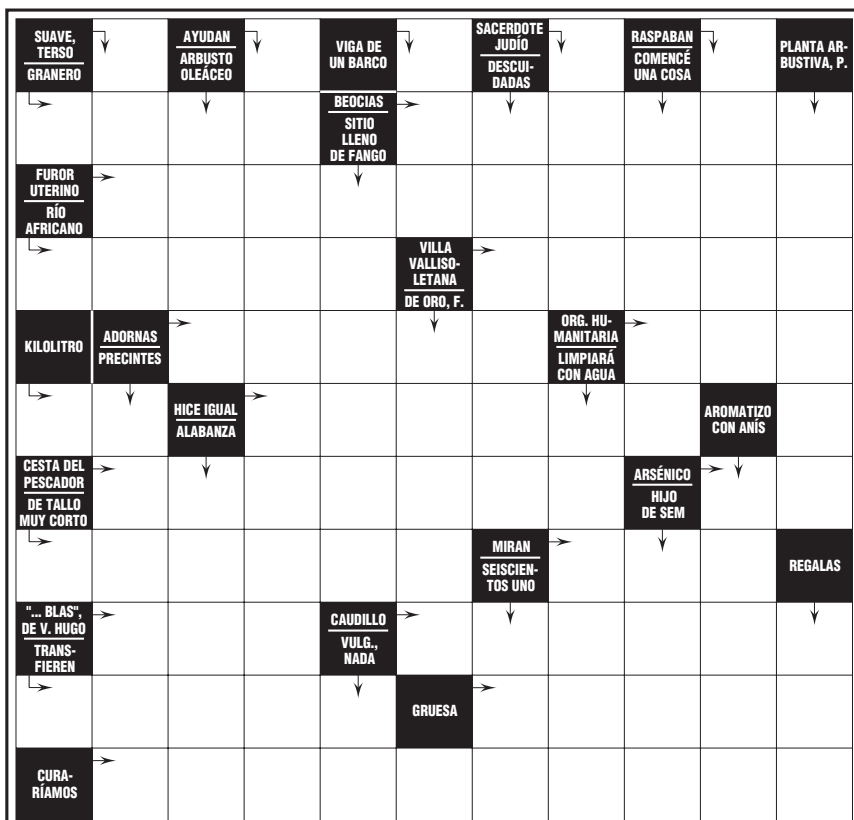 SUAVE,
TERSO
GRANERO
AYUDAN
ARBUSTO
OLEÁCEO
VIGA DE
UN BARCO
SACERDOTE
JUDÍO
DESCUI-
DADAS
RASPABAN
COMENCÉ
UNA COSA
PLANTA AR-
BUSTIVA, P.
BEOCIAS
SITIO
LLENO
DE FANGO
FUROR
UTERINO
RÍO
AFRICANO
VILLA
VALLISO-
LETANA
DE ORO, F.
KILOLITRO
ADORNAS
PRECINTES
ORG. HU-
MANITARIA
LIMPIARÁ
CON AGUA
HICE IGUAL
ALABANZA
AROMATIZO
CON ANÍS
CESTA DEL
PESCADOR
DE TALLO
MUY CORTO
ARSÉNICO
HIJO
DE SEM
MIRAN
SEISCIEN-
TOS UNO
REGALAS
"... BLAS",
DE V. HUGO
TRANS-
FIEREN
CAUDILLO
VULG.,
NADA
GRUESA
CURA-
RÍAMOS